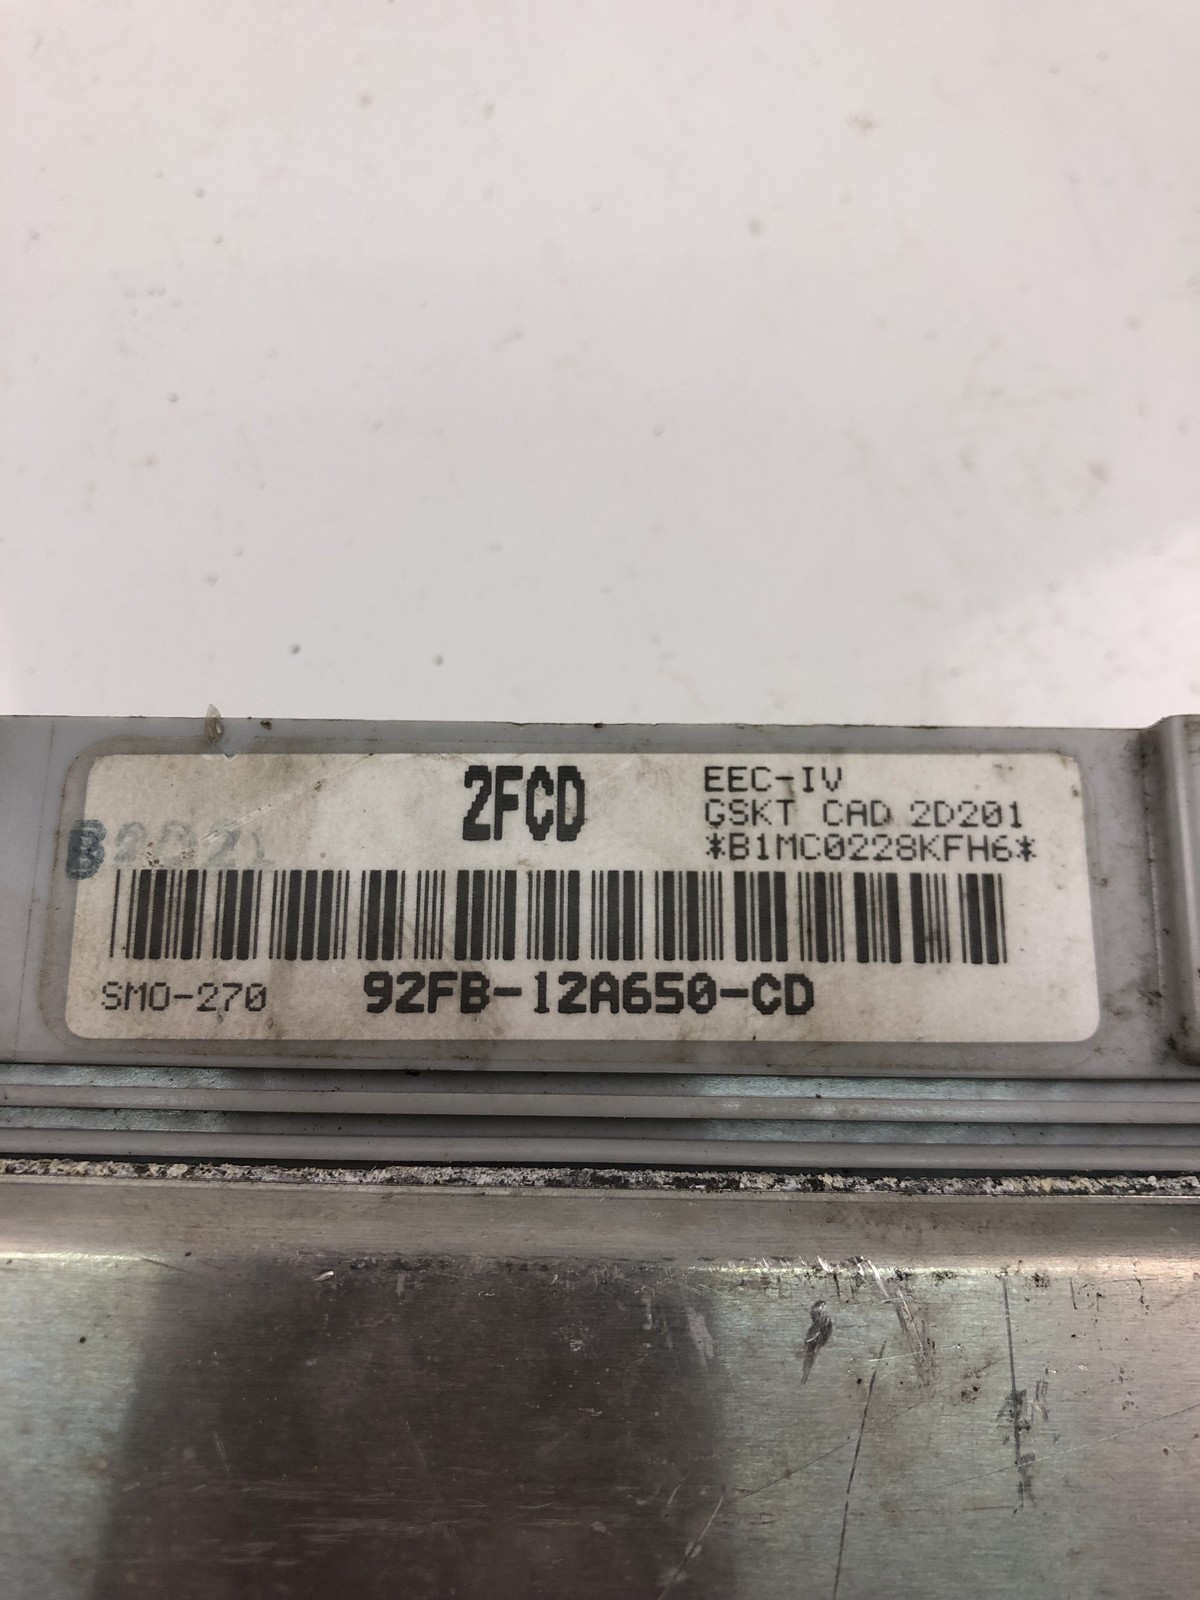 2FCD
EEC-IV
GSKT CAD 2D201
*B1MC0228KFH6*
SMO-270
92FB-12A650-CD